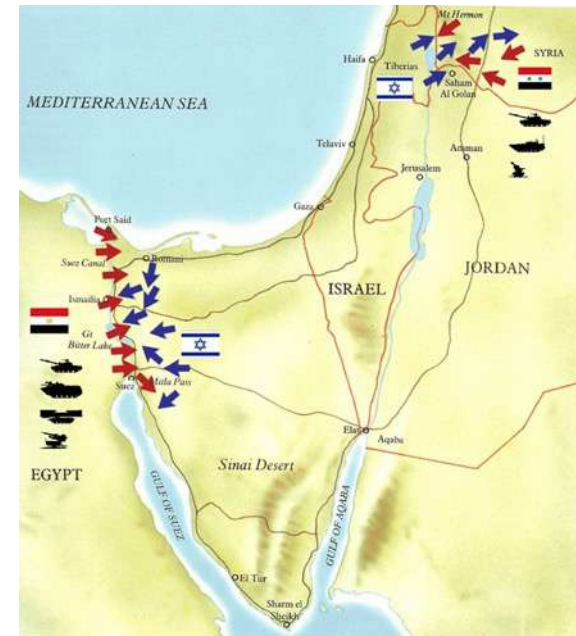 Mt Hermon
SYRIA
Haifa
Tiberias
Saham
Al Golan
MEDITERRANEAN SEA
Telaviv
Amman
Jerusalem
Gaza
Port Said
Suez Canal
Romani
JORDAN
ISRAEL
Ismailia
Gt
Bitter Lake
Suez
Mitla Pass
Elat
Aqaba
Sinai Desert
EGYPT
GULF OF SUEZ
GULF OF AQABA
El Tur
Sharm el
Sheikh